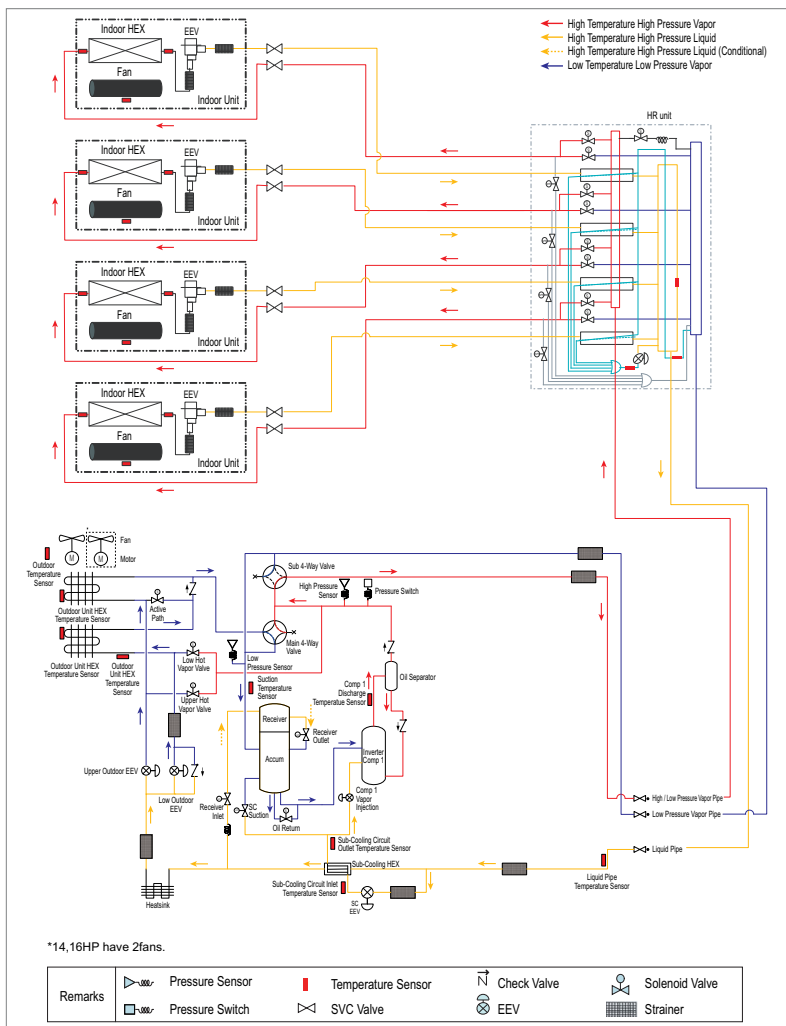 High Temperature High Pressure Vapor
High Temperature High Pressure Liquid
High Temperature High Pressure Liquid (Conditional)
Low Temperature Low Pressure Vapor
Indoor HEX
EEV
Fan
Indoor Unit
Indoor HEX
EEV
Fan
Indoor Unit
Indoor HEX
EEV
Fan
Indoor Unit
Indoor HEX
EEV
Fan
Indoor Unit
HR unit
*
Fan
M
M
Motor
Outdoor
Temperature
Sensor
Outdoor Unit HEX
Temperature Sensor
Active
Path
Outdoor Unit HEX
Temperature Sensor
Outdoor
Unit HEX
Temperature
Sensor
Low Hot
Vapor Valve
Upper Hot
Vapor Valve
Sub 4-Way Valve
High Pressure
Sensor
Pressure Switch
Main 4-Way
Valve
Low
Pressure Sensor
Suction
Temperature
Sensor
Comp 1
Discharge
Temperatue Sensor
Oil Separator
Receiver
Receiver
Outlet
Accum
Inverter
Comp 1
Upper Outdoor EEV
Low Outdoor
EEV
Receiver
Inlet
SC
Suction
Oil Return
Comp 1
Vapor
Injection
Sub-Cooling Circuit
Outlet Temperature Sensor
Sub-Cooling HEX
Sub-Cooling Circuit Inlet
Temperature Sensor
SC
EEV
Heatsink
High / Low Pressure Vapor Pipe
Low Pressure Vapor Pipe
Liquid Pipe
Liquid Pipe
Temperature Sensor
*14,16HP have 2fans.
Remarks
Pressure Sensor
Temperature Sensor
Check Valve
Solenoid Valve
Pressure Switch
SVC Valve
EEV
Strainer